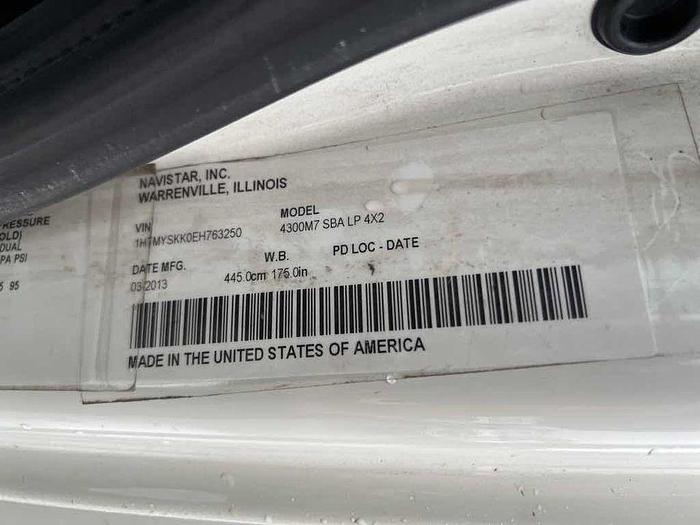 RESSURE
OLD)
DUAL
PA PSI
5 95
NAVISTAR, INC.
WARRENVILLE, ILLINOIS
VIN
MODEL
4300M7 SBA LP 4X2
DATE MFG.
W.B.
PD LOC - DATE
03 2013
445.0cm 175.0in
MADE IN THE UNITED STATES OF AMERICA